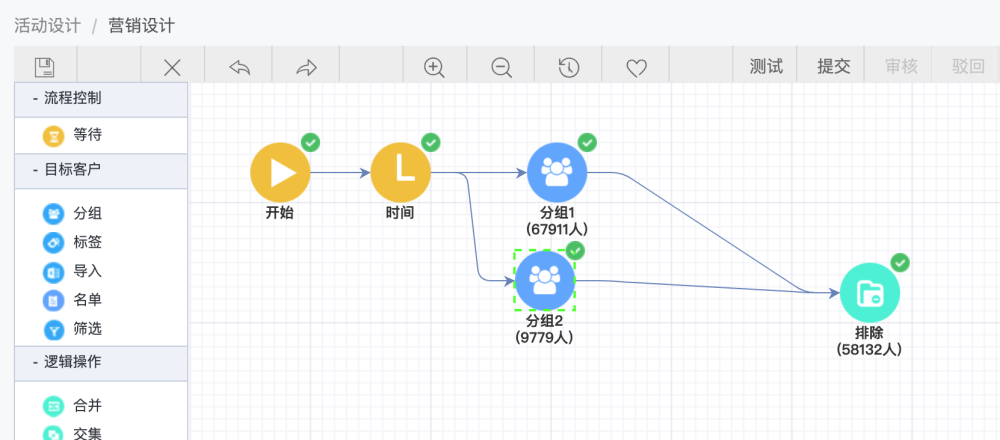 活动设计 / 营销设计
测试 提交 审核 驳回
- 流程控制
等待
- 目标客户
分组
标签
导入
名单
筛选
- 逻辑操作
合并
交集
开始
时间
分组1
(67911人)
分组2
(9779人)
排除
(58132人)